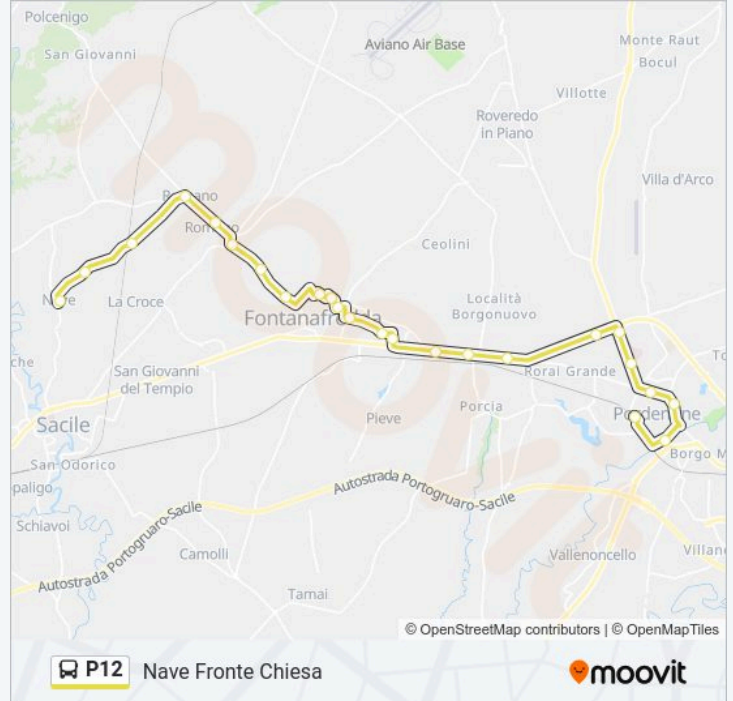 Polcenigo
San Giovanni
Aviano Air Base
Monte Raut
Bocul
Villotte
Roveredo
in Piano
Villa d'Arco
Ceolini
La Croce
Località
Borgonuovo
Fontanafredda
San Giovanni
del Tempio
Rorai Grande
Porcia
Pordenone
Pieve
Sacile
San Odorico
Borgo M
Autostrada Portogruaro-Sacile
Schiavoi
Camolli
Vallenoncello
Villan
Autostrada Portogruaro-Sacile
Tamai
© OpenStreetMap contributors | © OpenMapTiles
P12 Nave Fronte Chiesa
moovit